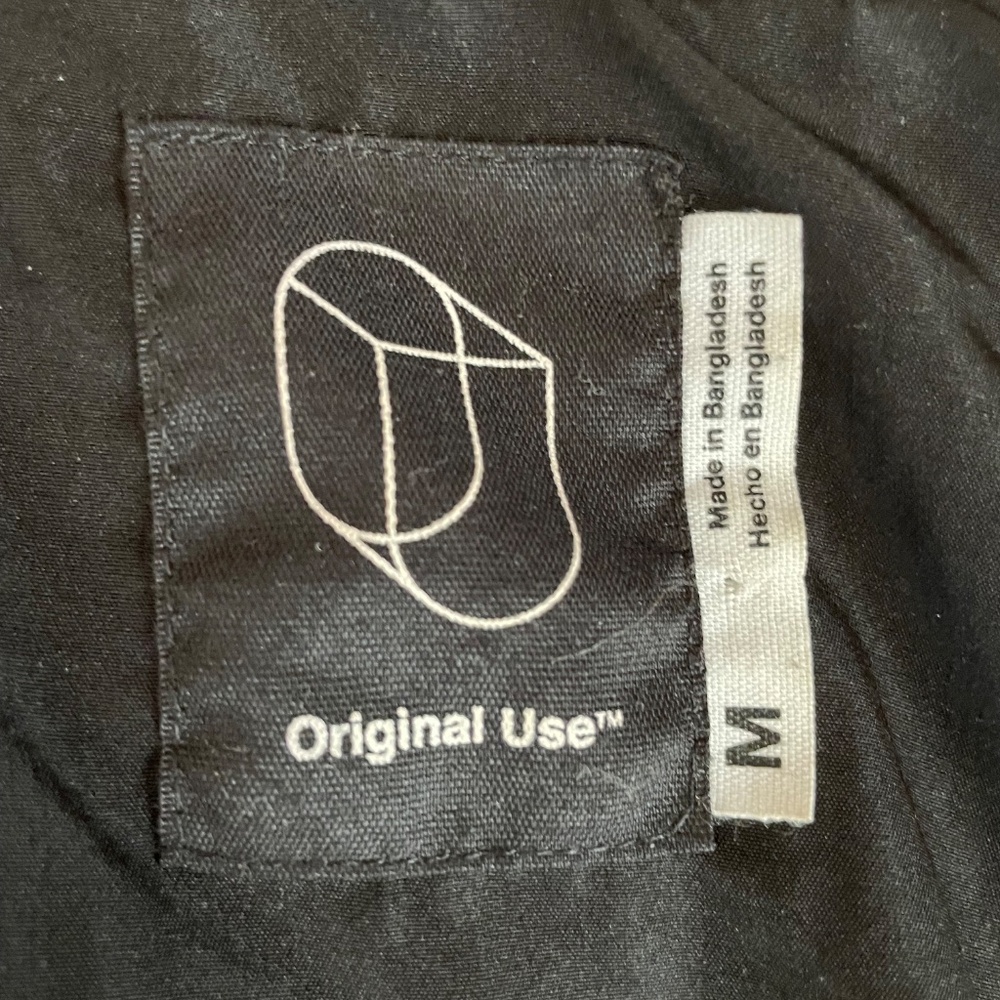 Original Use™
Made in Bangladesh
Hecho en Bangladesh
M